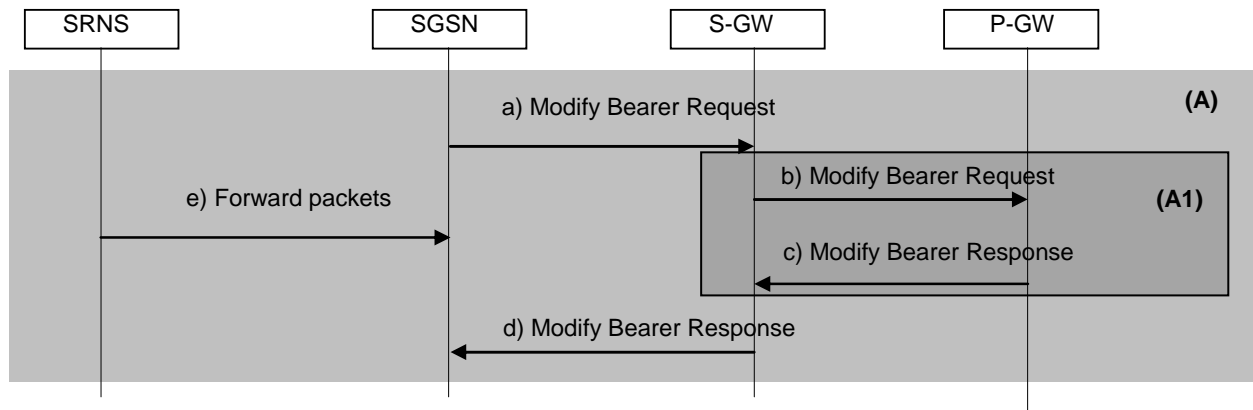 SRNS
SGSN
S-GW
P-GW
(A)
a) Modify Bearer Request
b) Modify Bearer Request
(A1)
e) Forward packets
c) Modify Bearer Response
d) Modify Bearer Response